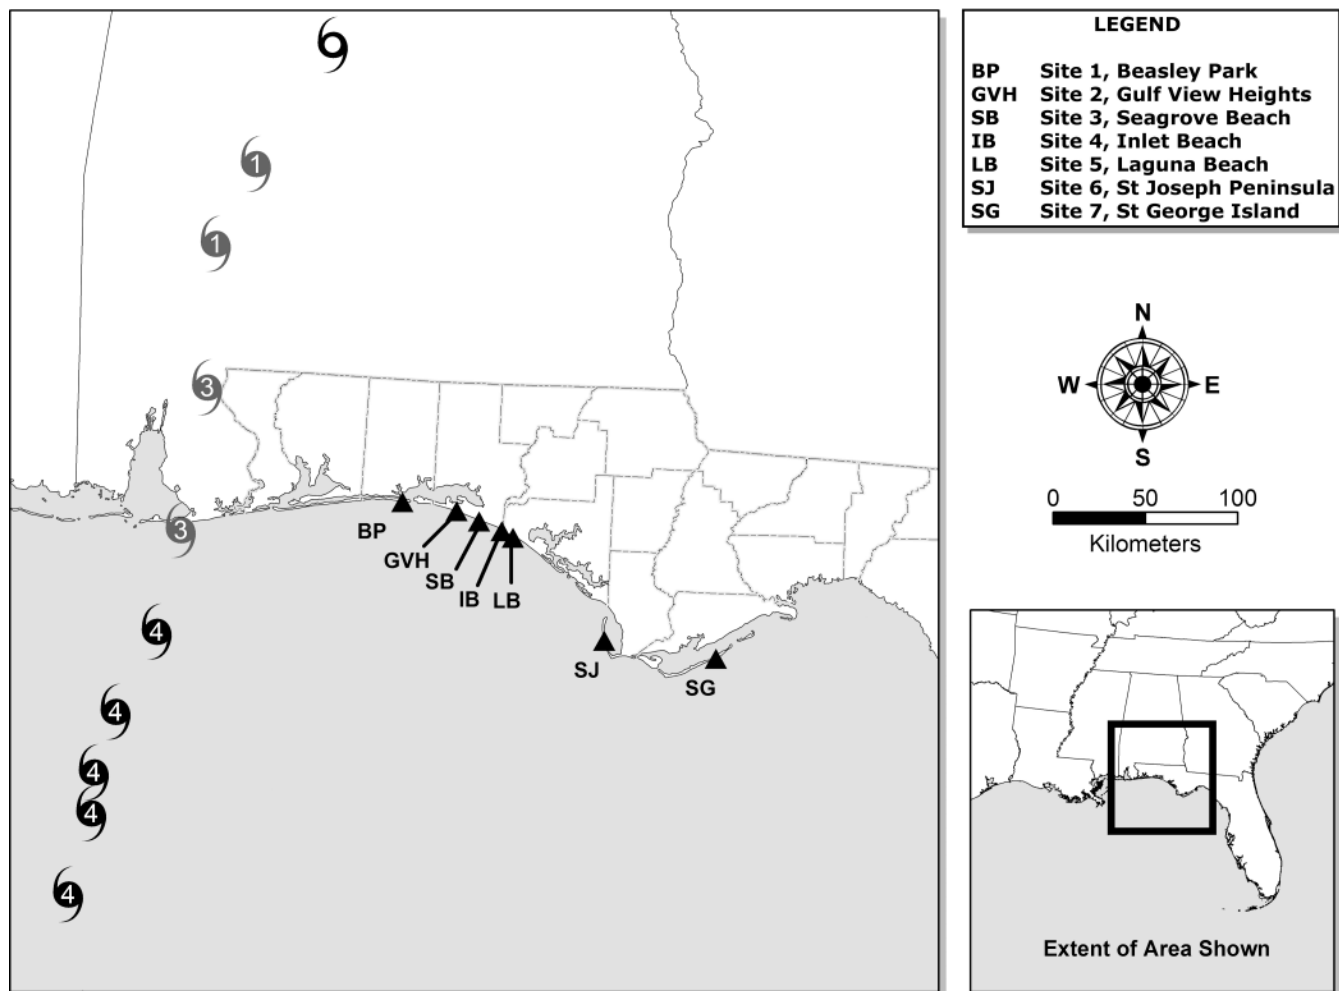 LEGEND
BP Site 1, Beasley Park
GVH Site 2, Gulf View Heights
SB Site 3, Seagrove Beach
IB Site 4, Inlet Beach
LB Site 5, Laguna Beach
SJ Site 6, St Joseph Peninsula
SG Site 7, St George Island
1
1
3
3
4
4
4
4
4
BP
GVH
SB
IB
LB
SJ
SG
N
W
E
S
0 50 100
Kilometers
Extent of Area Shown